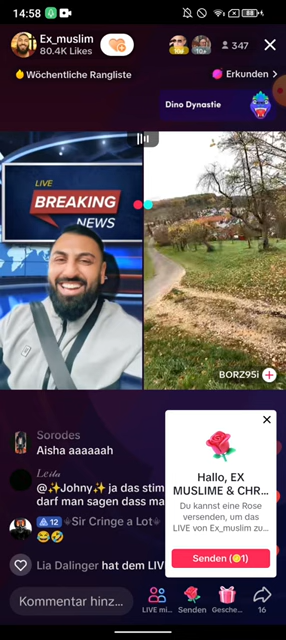 14:58
88
Ex_muslim
80.4K Likes
347
Wöchentliche Rangliste
Erkunden >
Dino Dynastie
LIVE
BREAKING
NEWS
BORZ95i
Sorodes
Aisha aaaaaah
Leila
@✨Johny✨ ja das stim
darf man sagen dass ma
12 Sir Cringe a Lot
😂🤣
Lia Dalinger hat dem LIV
Hallo, EX
MUSLIME & CHR...
Du kannst eine Rose
versenden, um das
LIVE von Ex_muslim zu...
Senden (1)
Kommentar hinz...
LIVE mi...
Senden
Gesche...
16